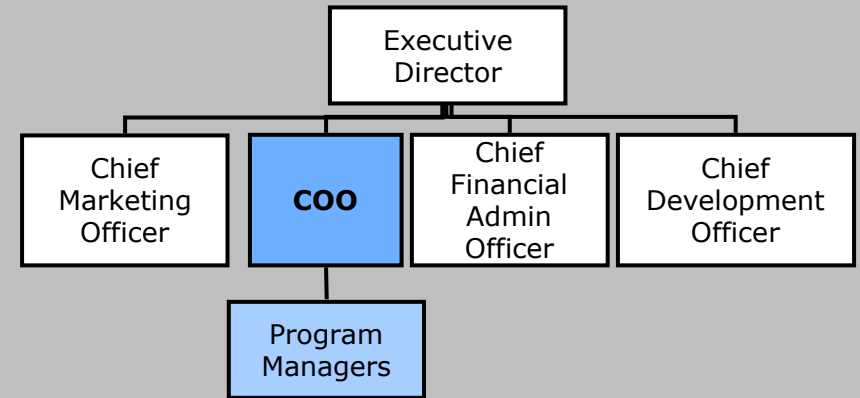 Executive
Director
Chief
Marketing
Officer
COO
Chief
Financial
Admin
Officer
Chief
Development
Officer
Program
Managers